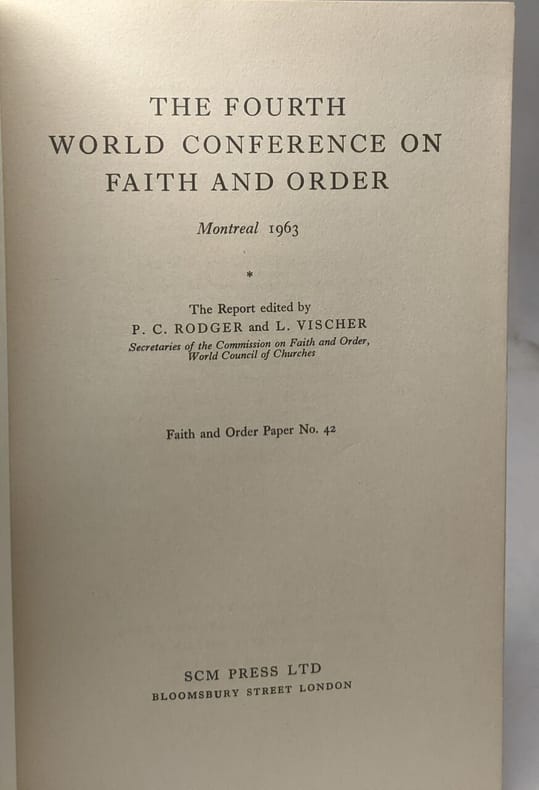 THE FOURTH
WORLD CONFERENCE ON
FAITH AND ORDER
Montreal 1963
*
The Report edited by
P. C. RODGER and L. VISCHER
Secretaries of the Commission on Faith and Order,
World Council of Churches
Faith and Order Paper No. 42
SCM PRESS LTD
BLOOMSBURY STREET LONDON